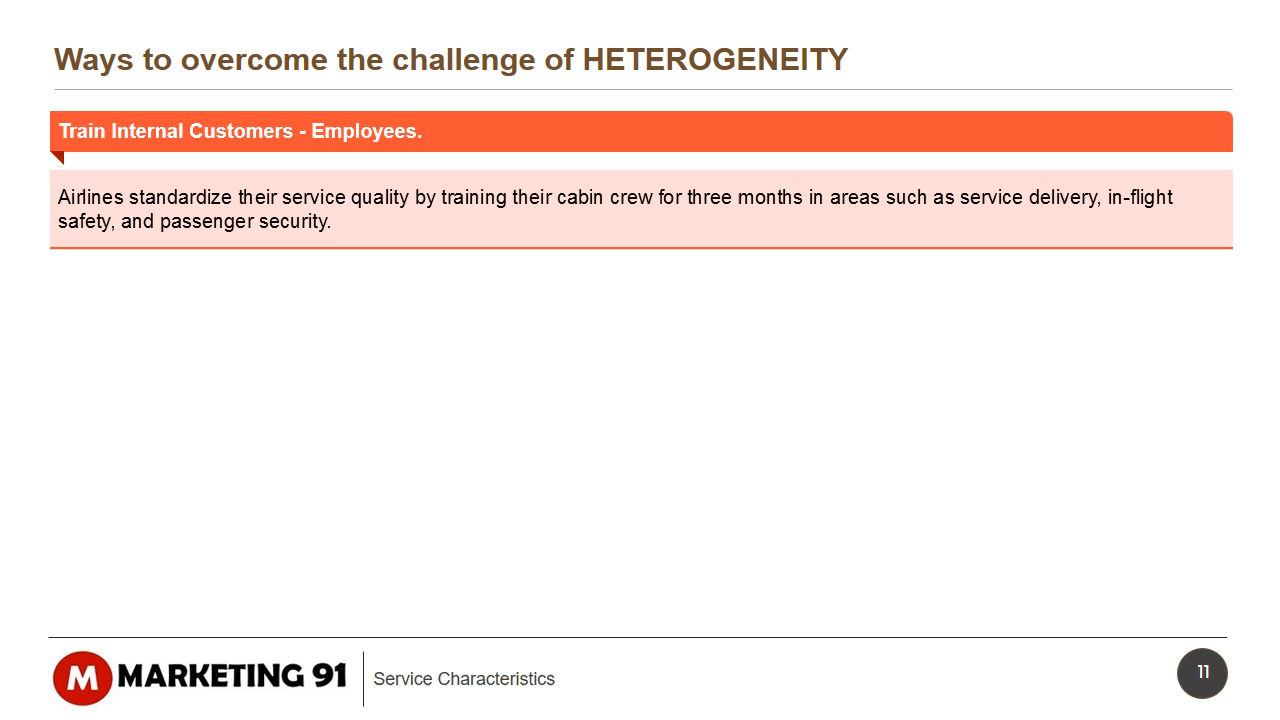 Ways to overcome the challenge of HETEROGENEITY
Train Internal Customers - Employees.
Airlines standardize their service quality by training their cabin crew for three months in areas such as service delivery, in-flight
safety, and passenger security.
M MARKETING 91
Service Characteristics
11